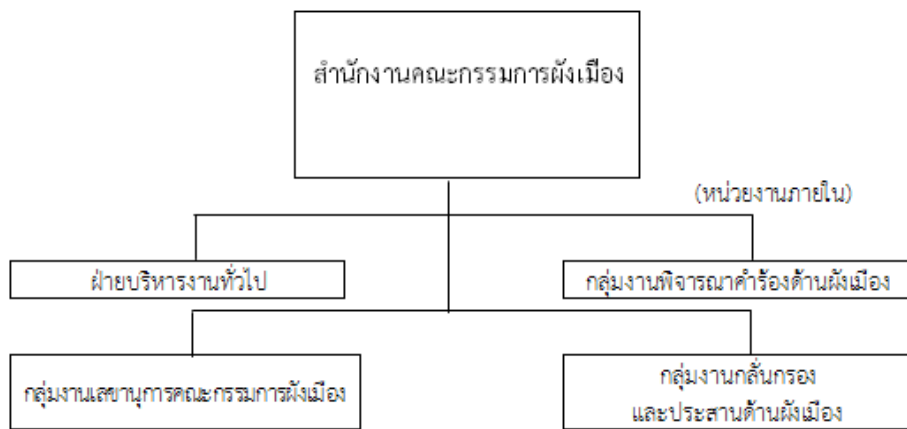 สำนักงานคณะกรรมการผังเมือง
(หน่วยงานภายใน)
ฝ่ายบริหารงานทั่วไป
กลุ่มงานพิจารณาคำร้องด้านผังเมือง
กลุ่มงานเลขานุการคณะกรรมการผังเมือง
กลุ่มงานกลั่นกรอง
และประสานด้านผังเมือง